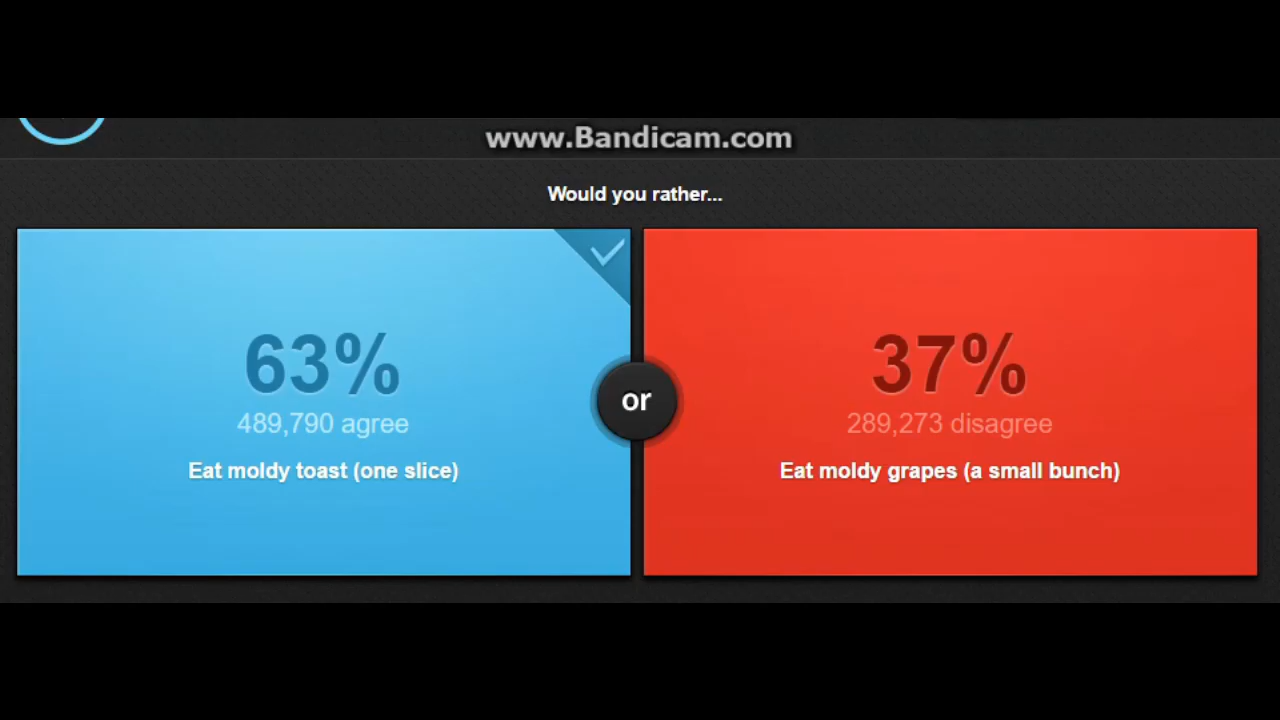 www.Bandicam.com
Would you rather...
63%
489,790 agree
Eat moldy toast (one slice)
or
37%
289,273 disagree
Eat moldy grapes (a small bunch)